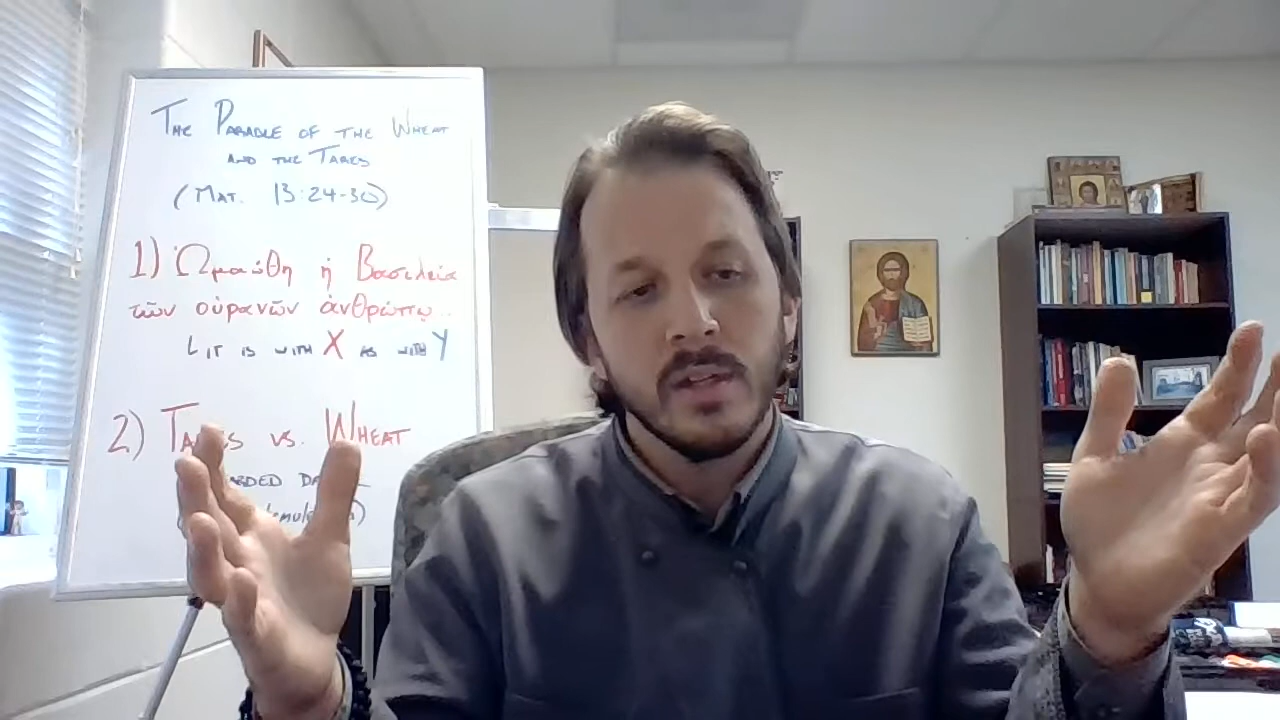 The Parable of the Wheat
and the Tares
(Mat. 13:24-30)
1) Ὡμοιώθη ἡ Βασιλεία
τῶν οὐρανῶν ἀνθρώπῳ...
it is with X as with Y
2) Tares vs. Wheat